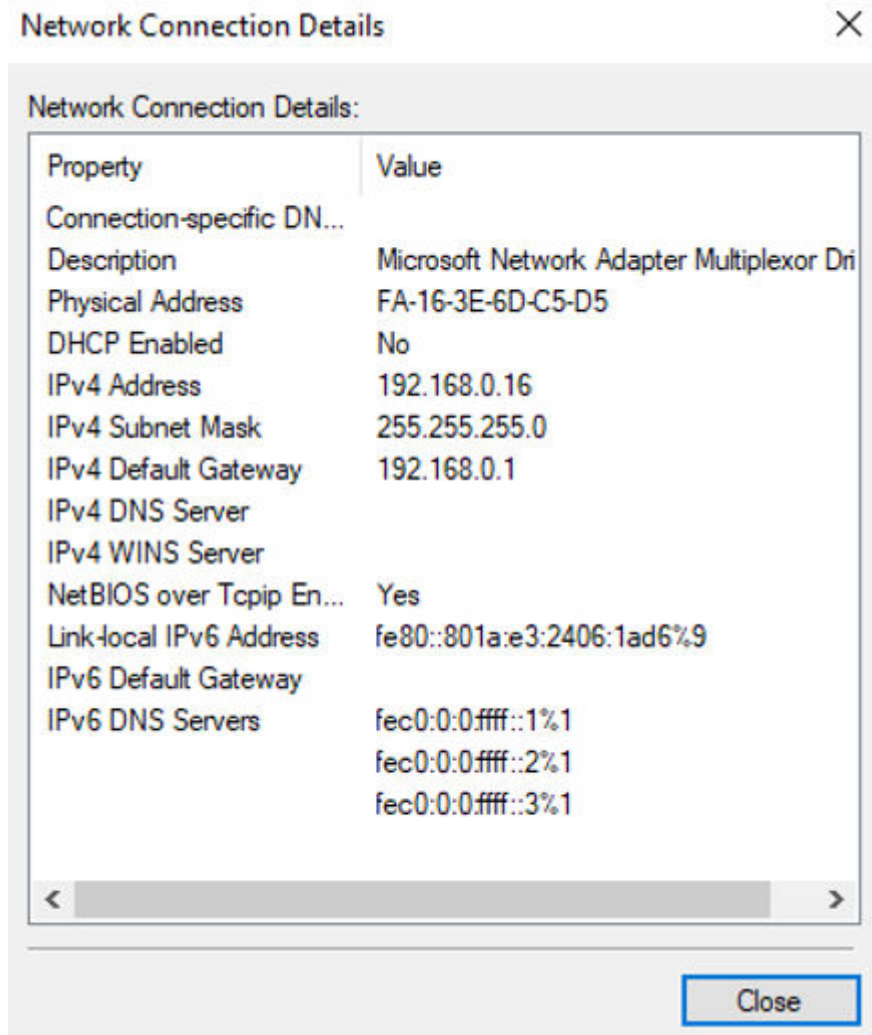 Network Connection Details
Network Connection Details:
Property Value
Connection-specific DN...
Description Microsoft Network Adapter Multiplexor Dri
Physical Address FA-16-3E-6D-C5-D5
DHCP Enabled No
IPv4 Address 192.168.0.16
IPv4 Subnet Mask 255.255.255.0
IPv4 Default Gateway 192.168.0.1
IPv4 DNS Server
IPv4 WINS Server
NetBIOS over Tcpip En... Yes
Link-local IPv6 Address fe80::801a:e3:2406:1ad6%9
IPv6 Default Gateway
IPv6 DNS Servers fec0:0:0:ffff::1%1
fec0:0:0:ffff::2%1
fec0:0:0:ffff::3%1
Close